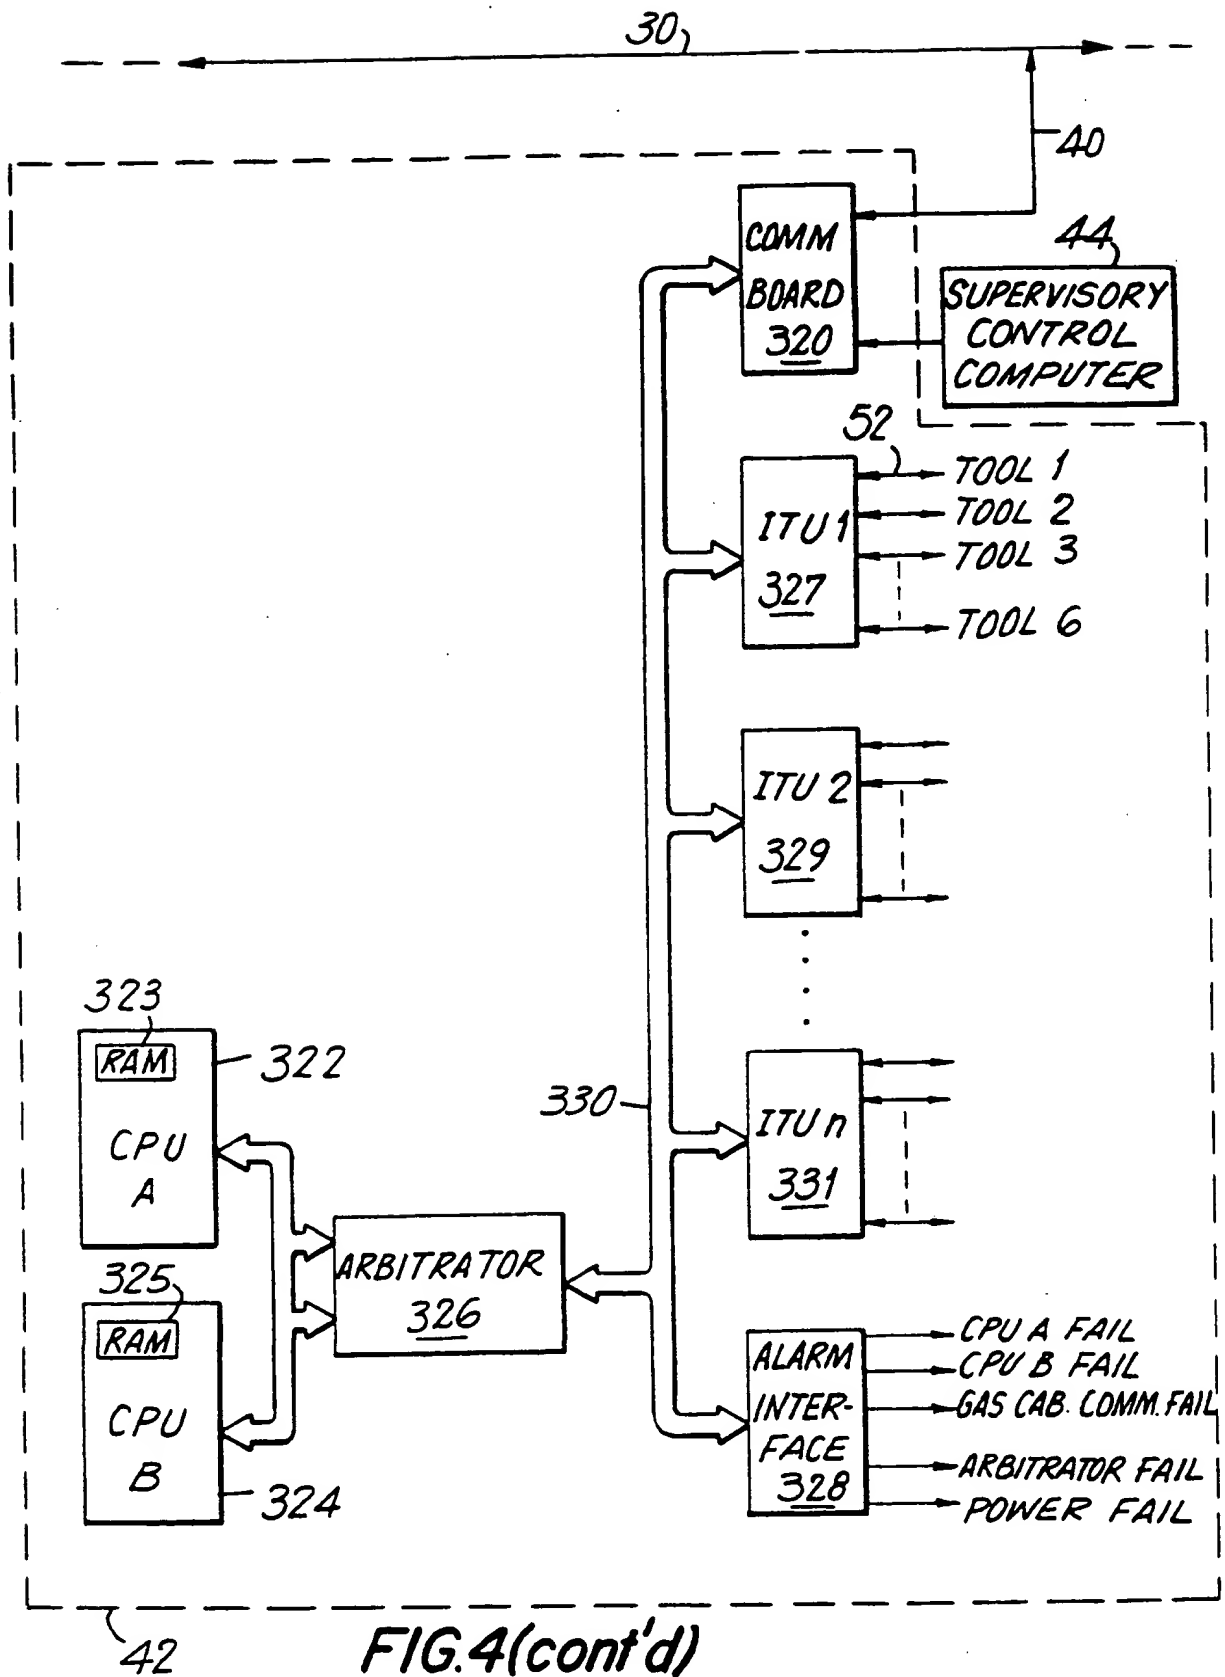 30
40
COMM
BOARD
320
44
SUPERVISORY
CONTROL
COMPUTER
52
TOOL 1
TOOL 2
TOOL 3
TOOL 6
ITU 1
327
ITU 2
329
330
ITU n
331
323
RAM
322
CPU
A
325
RAM
CPU
B
324
ARBITRATOR
326
ALARM
INTER-
FACE
328
CPU A FAIL
CPU B FAIL
GAS CAB. COMM. FAIL
ARBITRATOR FAIL
POWER FAIL
42
FIG.4(cont'd)